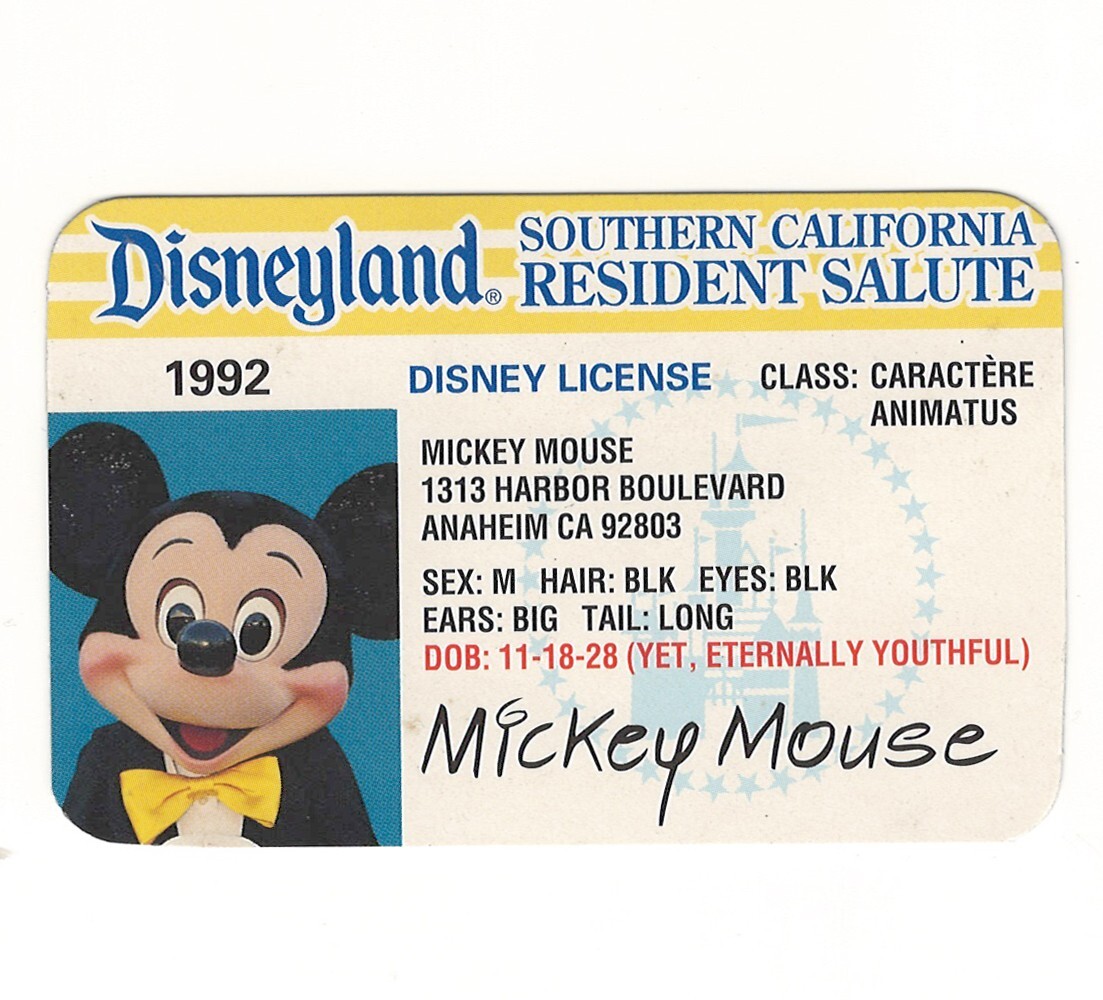 Disneyland® SOUTHERN CALIFORNIA
RESIDENT SALUTE
1992
DISNEY LICENSE CLASS: CARACTÈRE
ANIMATUS
MICKEY MOUSE
1313 HARBOR BOULEVARD
ANAHEIM CA 92803
SEX: M HAIR: BLK EYES: BLK
EARS: BIG TAIL: LONG
DOB: 11-18-28 (YET, ETERNALLY YOUTHFUL)
Mickey Mouse